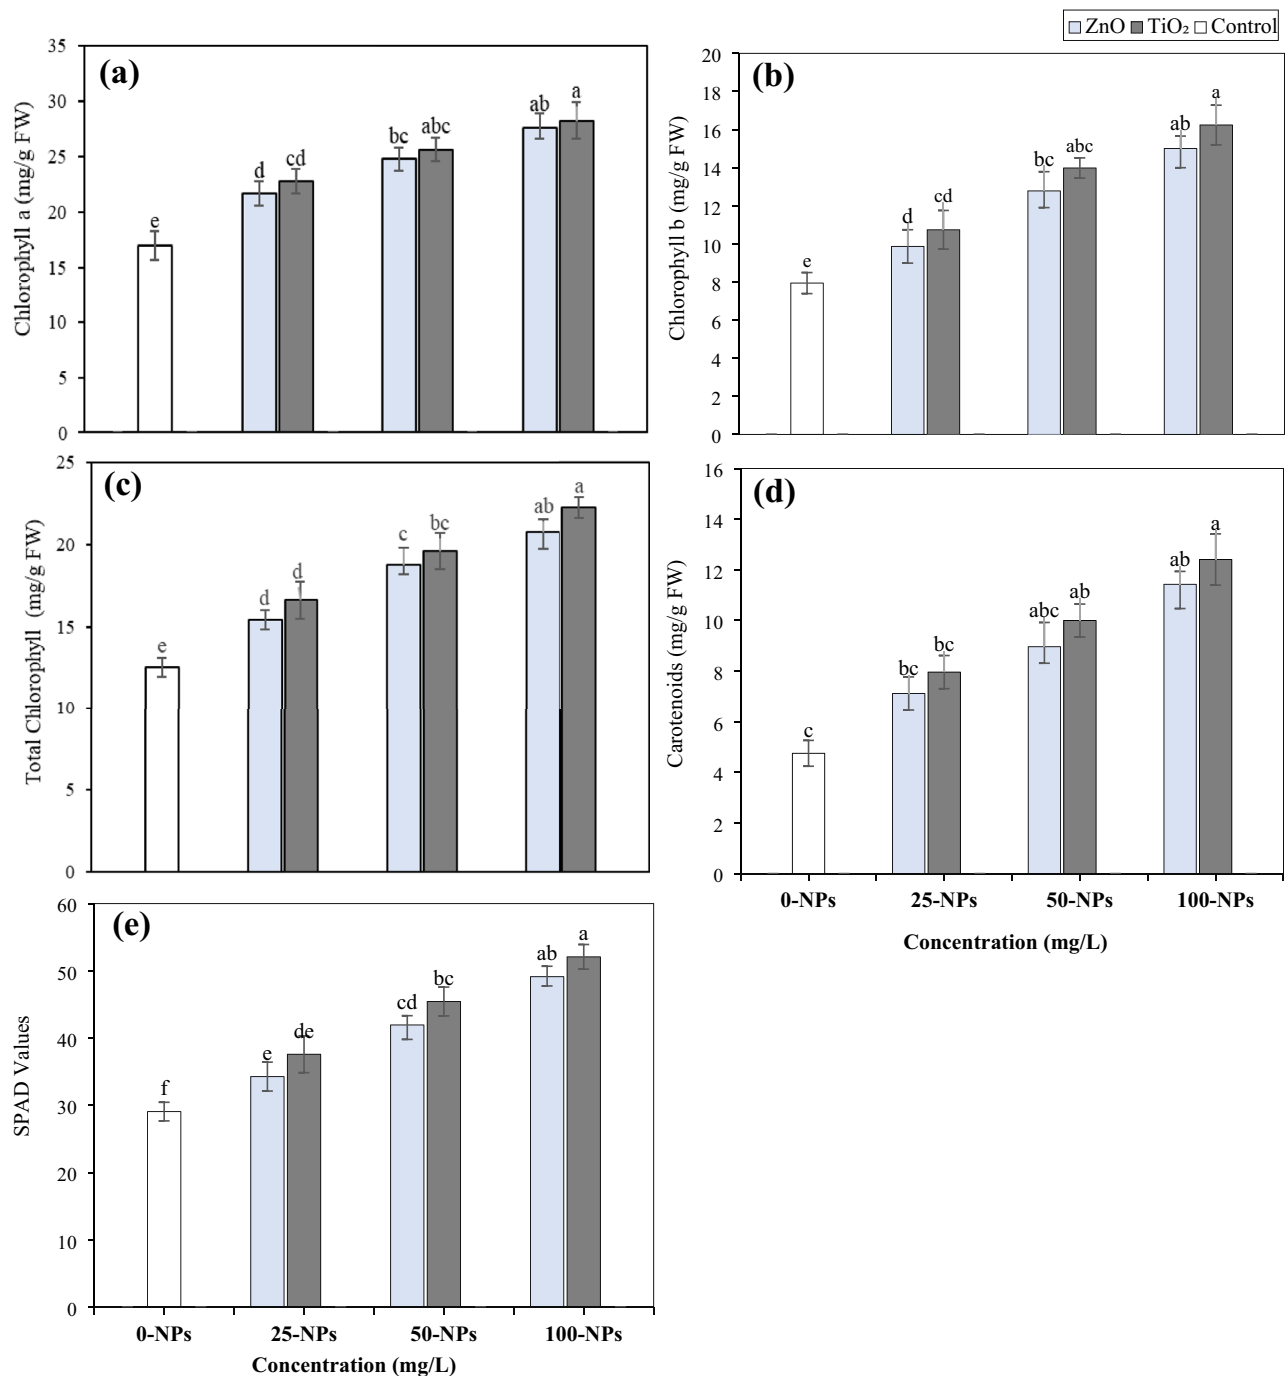 ZnO TiO₂ Control
(a)
Chlorophyll a (mg/g FW)
35
30
25
20
15
10
5
0
e
d
cd
bc
abc
ab
a
(b)
Chlorophyll b (mg/g FW)
20
18
16
14
12
10
8
6
4
2
0
e
d
cd
bc
abc
ab
a
(c)
Total Chlorophyll (mg/g FW)
25
20
15
10
5
0
e
d
d
c
bc
ab
a
(d)
Carotenoids (mg/g FW)
16
14
12
10
8
6
4
2
0
c
bc
bc
abc
ab
ab
a
0-NPs 25-NPs 50-NPs 100-NPs
Concentration (mg/L)
(e)
SPAD Values
60
50
40
30
20
10
0
f
e
de
cd
bc
ab
a
0-NPs 25-NPs 50-NPs 100-NPs
Concentration (mg/L)